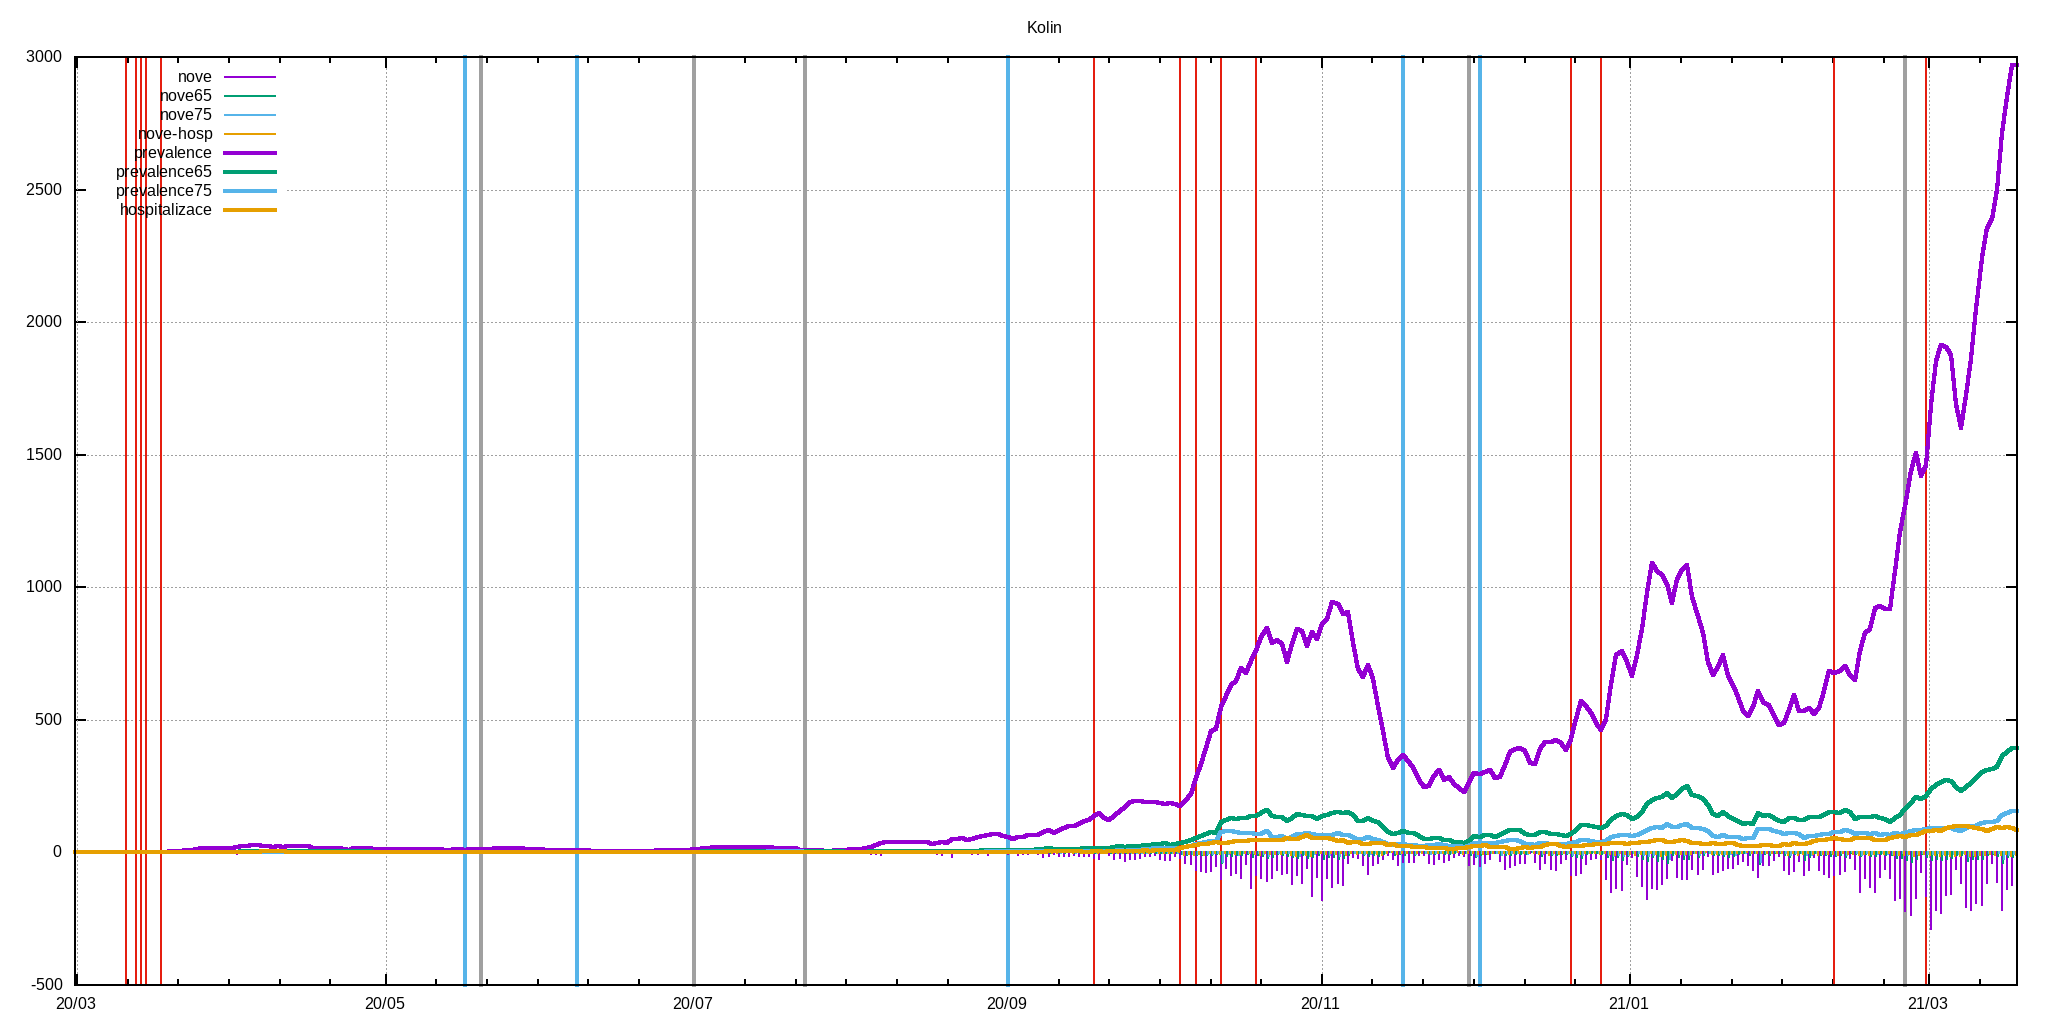 Kolin
3000
nove
nove65
nove75
nove-hosp
prevalence
prevalence65
prevalence75
hospitalizace
2500
2000
1500
1000
500
0
-500
20/03 20/05 20/07 20/09 20/11 21/01 21/03